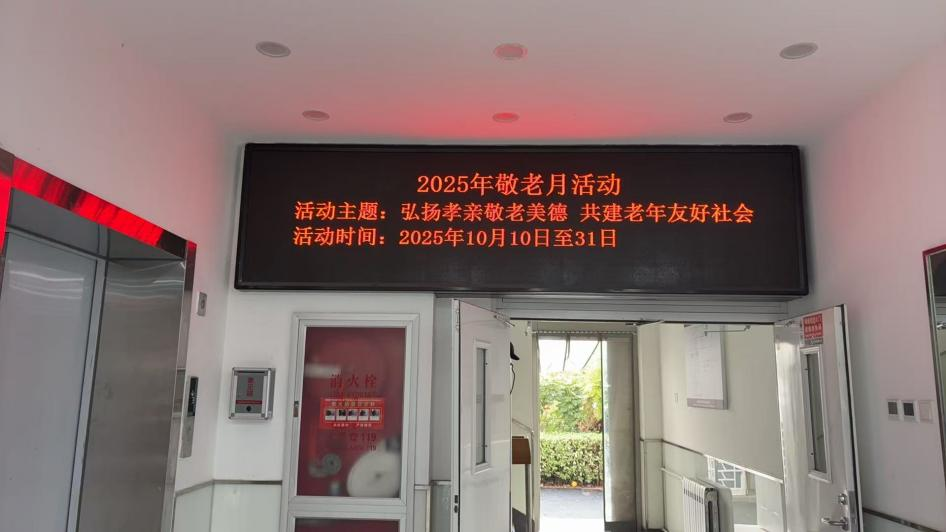 2025年敬老月活动
活动主题：弘扬孝亲敬老美德 共建老年友好社会
活动时间：2025年10月10日至31日
消火栓
119